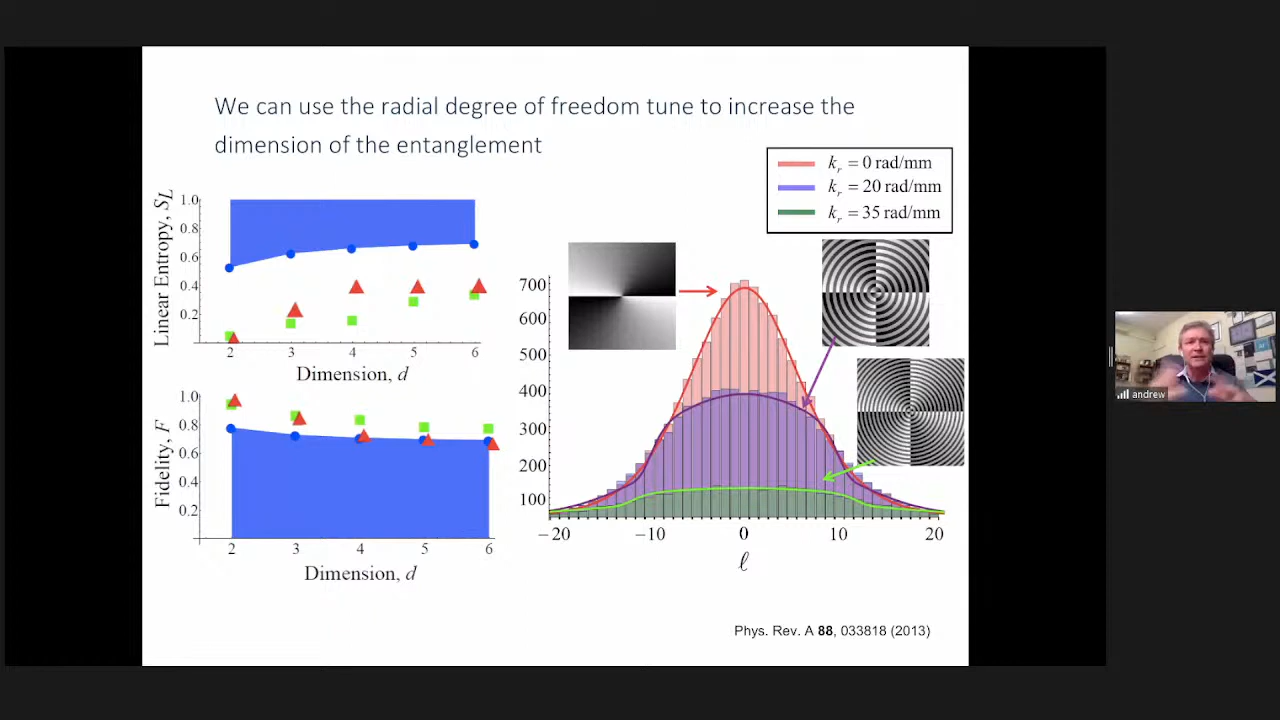 We can use the radial degree of freedom tune to increase the
dimension of the entanglement
k_r = 0 rad/mm
k_r = 20 rad/mm
k_r = 35 rad/mm
Linear Entropy, S_L
1.0
0.8
0.6
0.4
0.2
2 3 4 5 6
Dimension, d
Fidelity, F
1.0
0.8
0.6
0.4
0.2
2 3 4 5 6
Dimension, d
700
600
500
400
300
200
100
−20 −10 0 10 20
ℓ
Phys. Rev. A 88, 033818 (2013)
andrew